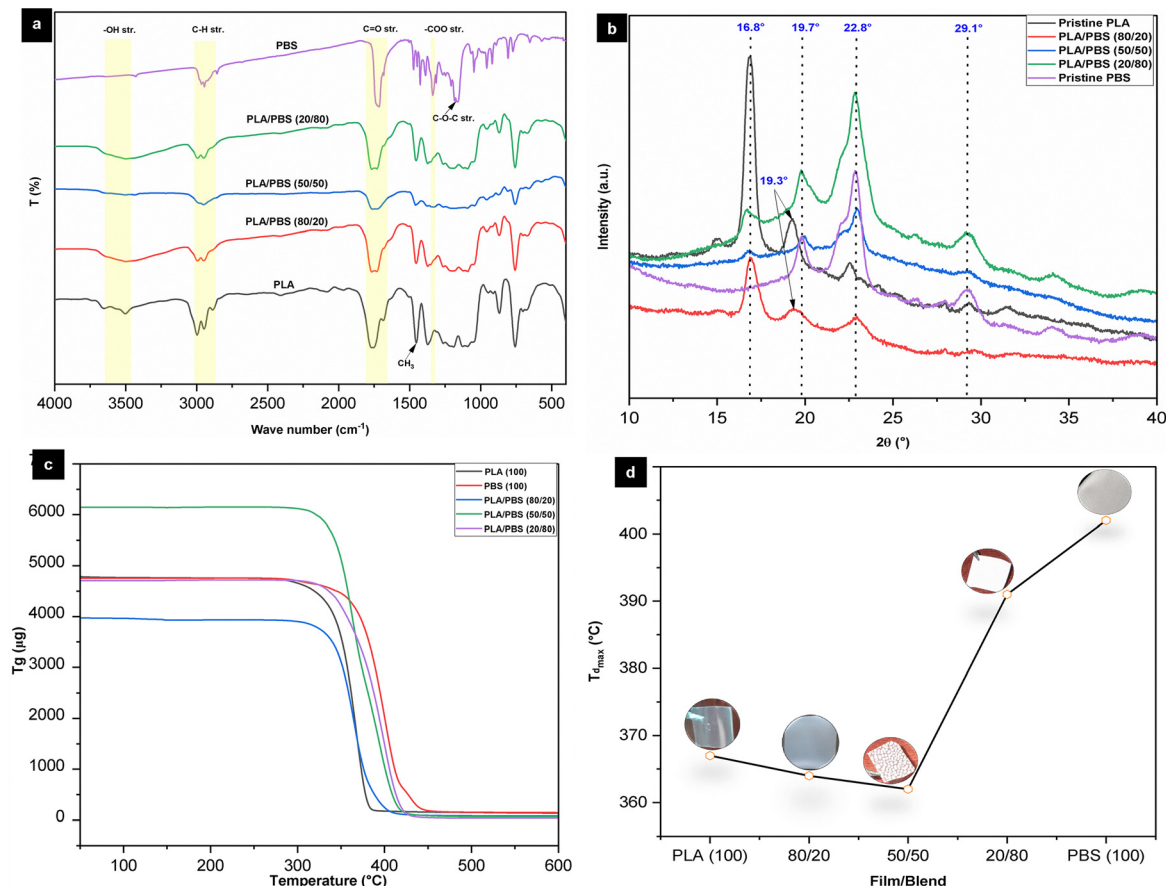 a
-OH str.
C-H str.
C=O str.
-COO str.
PBS
C-O-C str.
PLA/PBS (20/80)
PLA/PBS (50/50)
PLA/PBS (80/20)
PLA
CH3
T (%)
4000 3500 3000 2500 2000 1500 1000 500
Wave number (cm-1)
b
16.8° 19.7° 22.8° 29.1°
Pristine PLA
PLA/PBS (80/20)
PLA/PBS (50/50)
PLA/PBS (20/80)
Pristine PBS
19.3°
Intensity (a.u.)
10 15 20 25 30 35 40
2θ (°)
c
PLA (100)
PBS (100)
PLA/PBS (80/20)
PLA/PBS (50/50)
PLA/PBS (20/80)
6000
5000
4000
3000
2000
1000
0
Tg (µg)
100 200 300 400 500 600
Temperature (°C)
d
400
390
380
370
360
Tdmax (°C)
PLA (100) 80/20 50/50 20/80 PBS (100)
Film/Blend